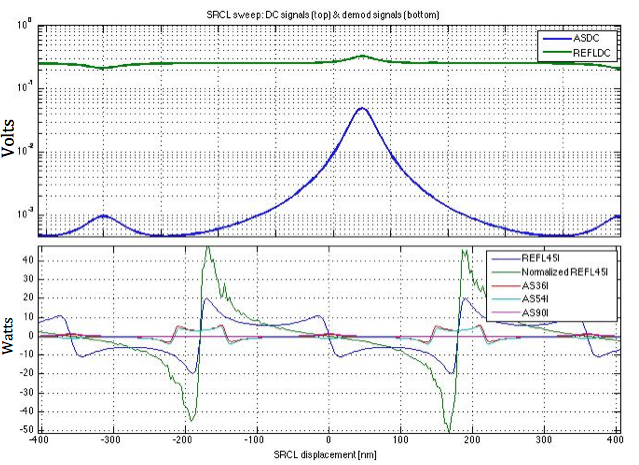 SRCL sweep: DC signals (top) & demod signals (bottom)
10^0
10^-1
10^-2
10^-3
Volts
ASDC
REFLDC
40
30
20
10
0
-10
-20
-30
-40
-50
Watts
REFL45I
Normalized REFL45I
AS36I
AS54I
AS90I
-400 -300 -200 -100 0 100 200 300 400
SRCL displacement [nm]